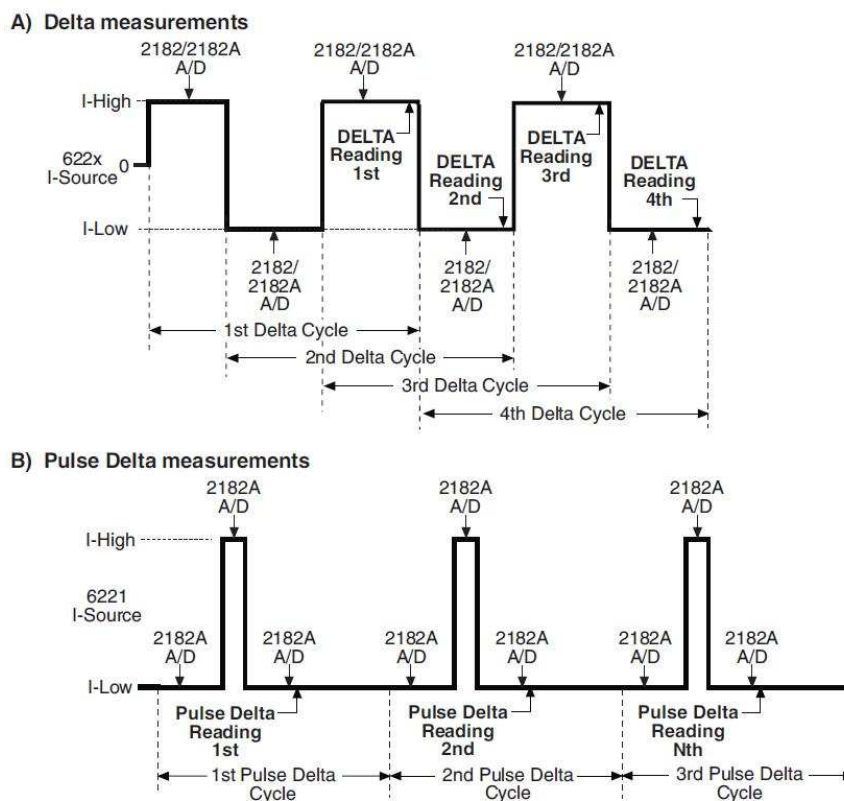 A) Delta measurements
2182/2182A
A/D
2182/2182A
A/D
2182/2182A
A/D
I-High
622x
I-Source
0
I-Low
DELTA
Reading
1st
DELTA
Reading
2nd
DELTA
Reading
3rd
DELTA
Reading
4th
2182/
2182A
A/D
2182/
2182A
A/D
2182/
2182A
A/D
1st Delta Cycle
2nd Delta Cycle
3rd Delta Cycle
4th Delta Cycle
B) Pulse Delta measurements
2182A
A/D
2182A
A/D
2182A
A/D
I-High
6221
I-Source
2182A
A/D
2182A
A/D
2182A
A/D
2182A
A/D
2182A
A/D
2182A
A/D
I-Low
Pulse Delta
Reading
1st
Pulse Delta
Reading
2nd
Pulse Delta
Reading
Nth
1st Pulse Delta
Cycle
2nd Pulse Delta
Cycle
3rd Pulse Delta
Cycle